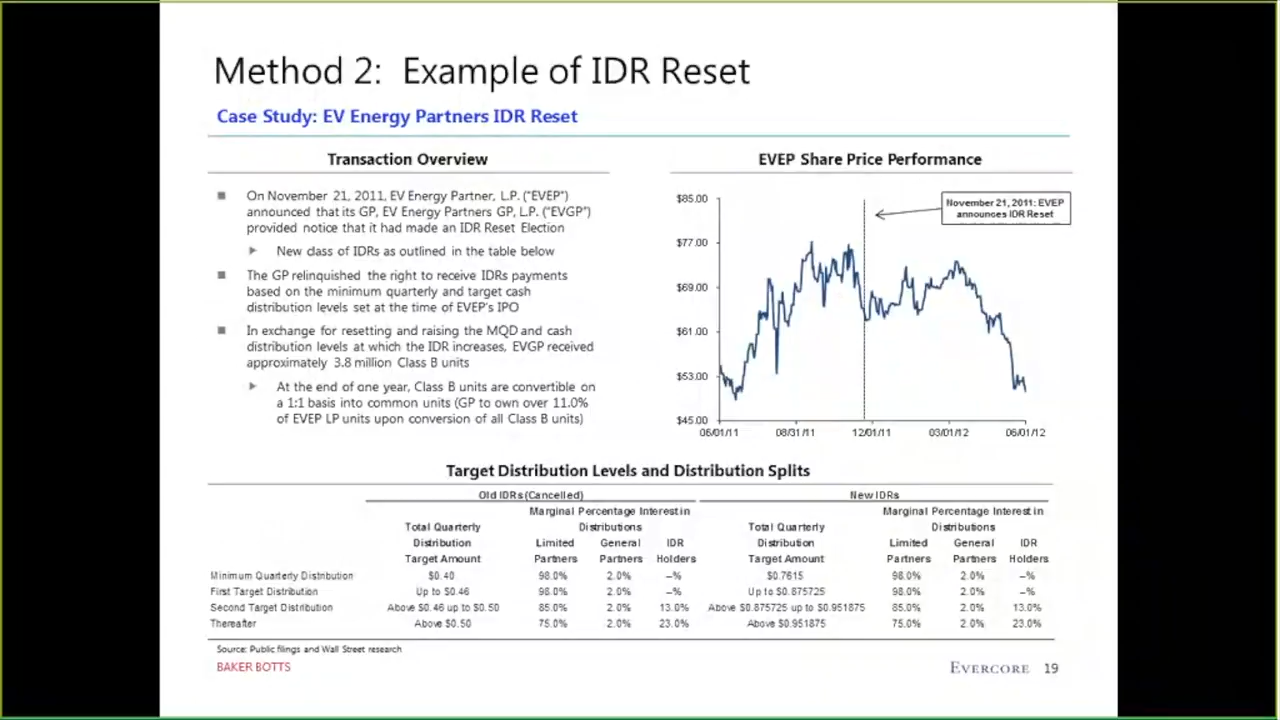 Method 2: Example of IDR Reset
Case Study: EV Energy Partners IDR Reset
Transaction Overview
■ On November 21, 2011, EV Energy Partner, L.P. ("EVEP")
announced that its GP, EV Energy Partners GP, L.P. ("EVGP")
provided notice that it had made an IDR Reset Election
► New class of IDRs as outlined in the table below
■ The GP relinquished the right to receive IDRs payments
based on the minimum quarterly and target cash
distribution levels set at the time of EVEP's IPO
■ In exchange for resetting and raising the MQD and cash
distribution levels at which the IDR increases, EVGP received
approximately 3.8 million Class B units
► At the end of one year, Class B units are convertible on
a 1:1 basis into common units (GP to own over 11.0%
of EVEP LP units upon conversion of all Class B units)
EVEP Share Price Performance
$85.00
$77.00
$69.00
$61.00
$53.00
$45.00
06/01/11 08/31/11 12/01/11 03/01/12 06/01/12
November 21, 2011: EVEP
announces IDR Reset
Target Distribution Levels and Distribution Splits
Old IDRs (Cancelled) New IDRs
Marginal Percentage Interest in Marginal Percentage Interest in
Total Quarterly Distributions Total Quarterly Distributions
Distribution Limited General IDR Distribution Limited General IDR
Target Amount Partners Partners Holders Target Amount Partners Partners Holders
Minimum Quarterly Distribution $0.40 98.0% 2.0% –% $0.7615 98.0% 2.0% –%
First Target Distribution Up to $0.46 98.0% 2.0% –% Up to $0.875725 98.0% 2.0% –%
Second Target Distribution Above $0.46 up to $0.50 85.0% 2.0% 13.0% Above $0.875725 up to $0.951875 85.0% 2.0% 13.0%
Thereafter Above $0.50 75.0% 2.0% 23.0% Above $0.951875 75.0% 2.0% 23.0%
Source: Public filings and Wall Street research
BAKER BOTTS EVERCORE 19